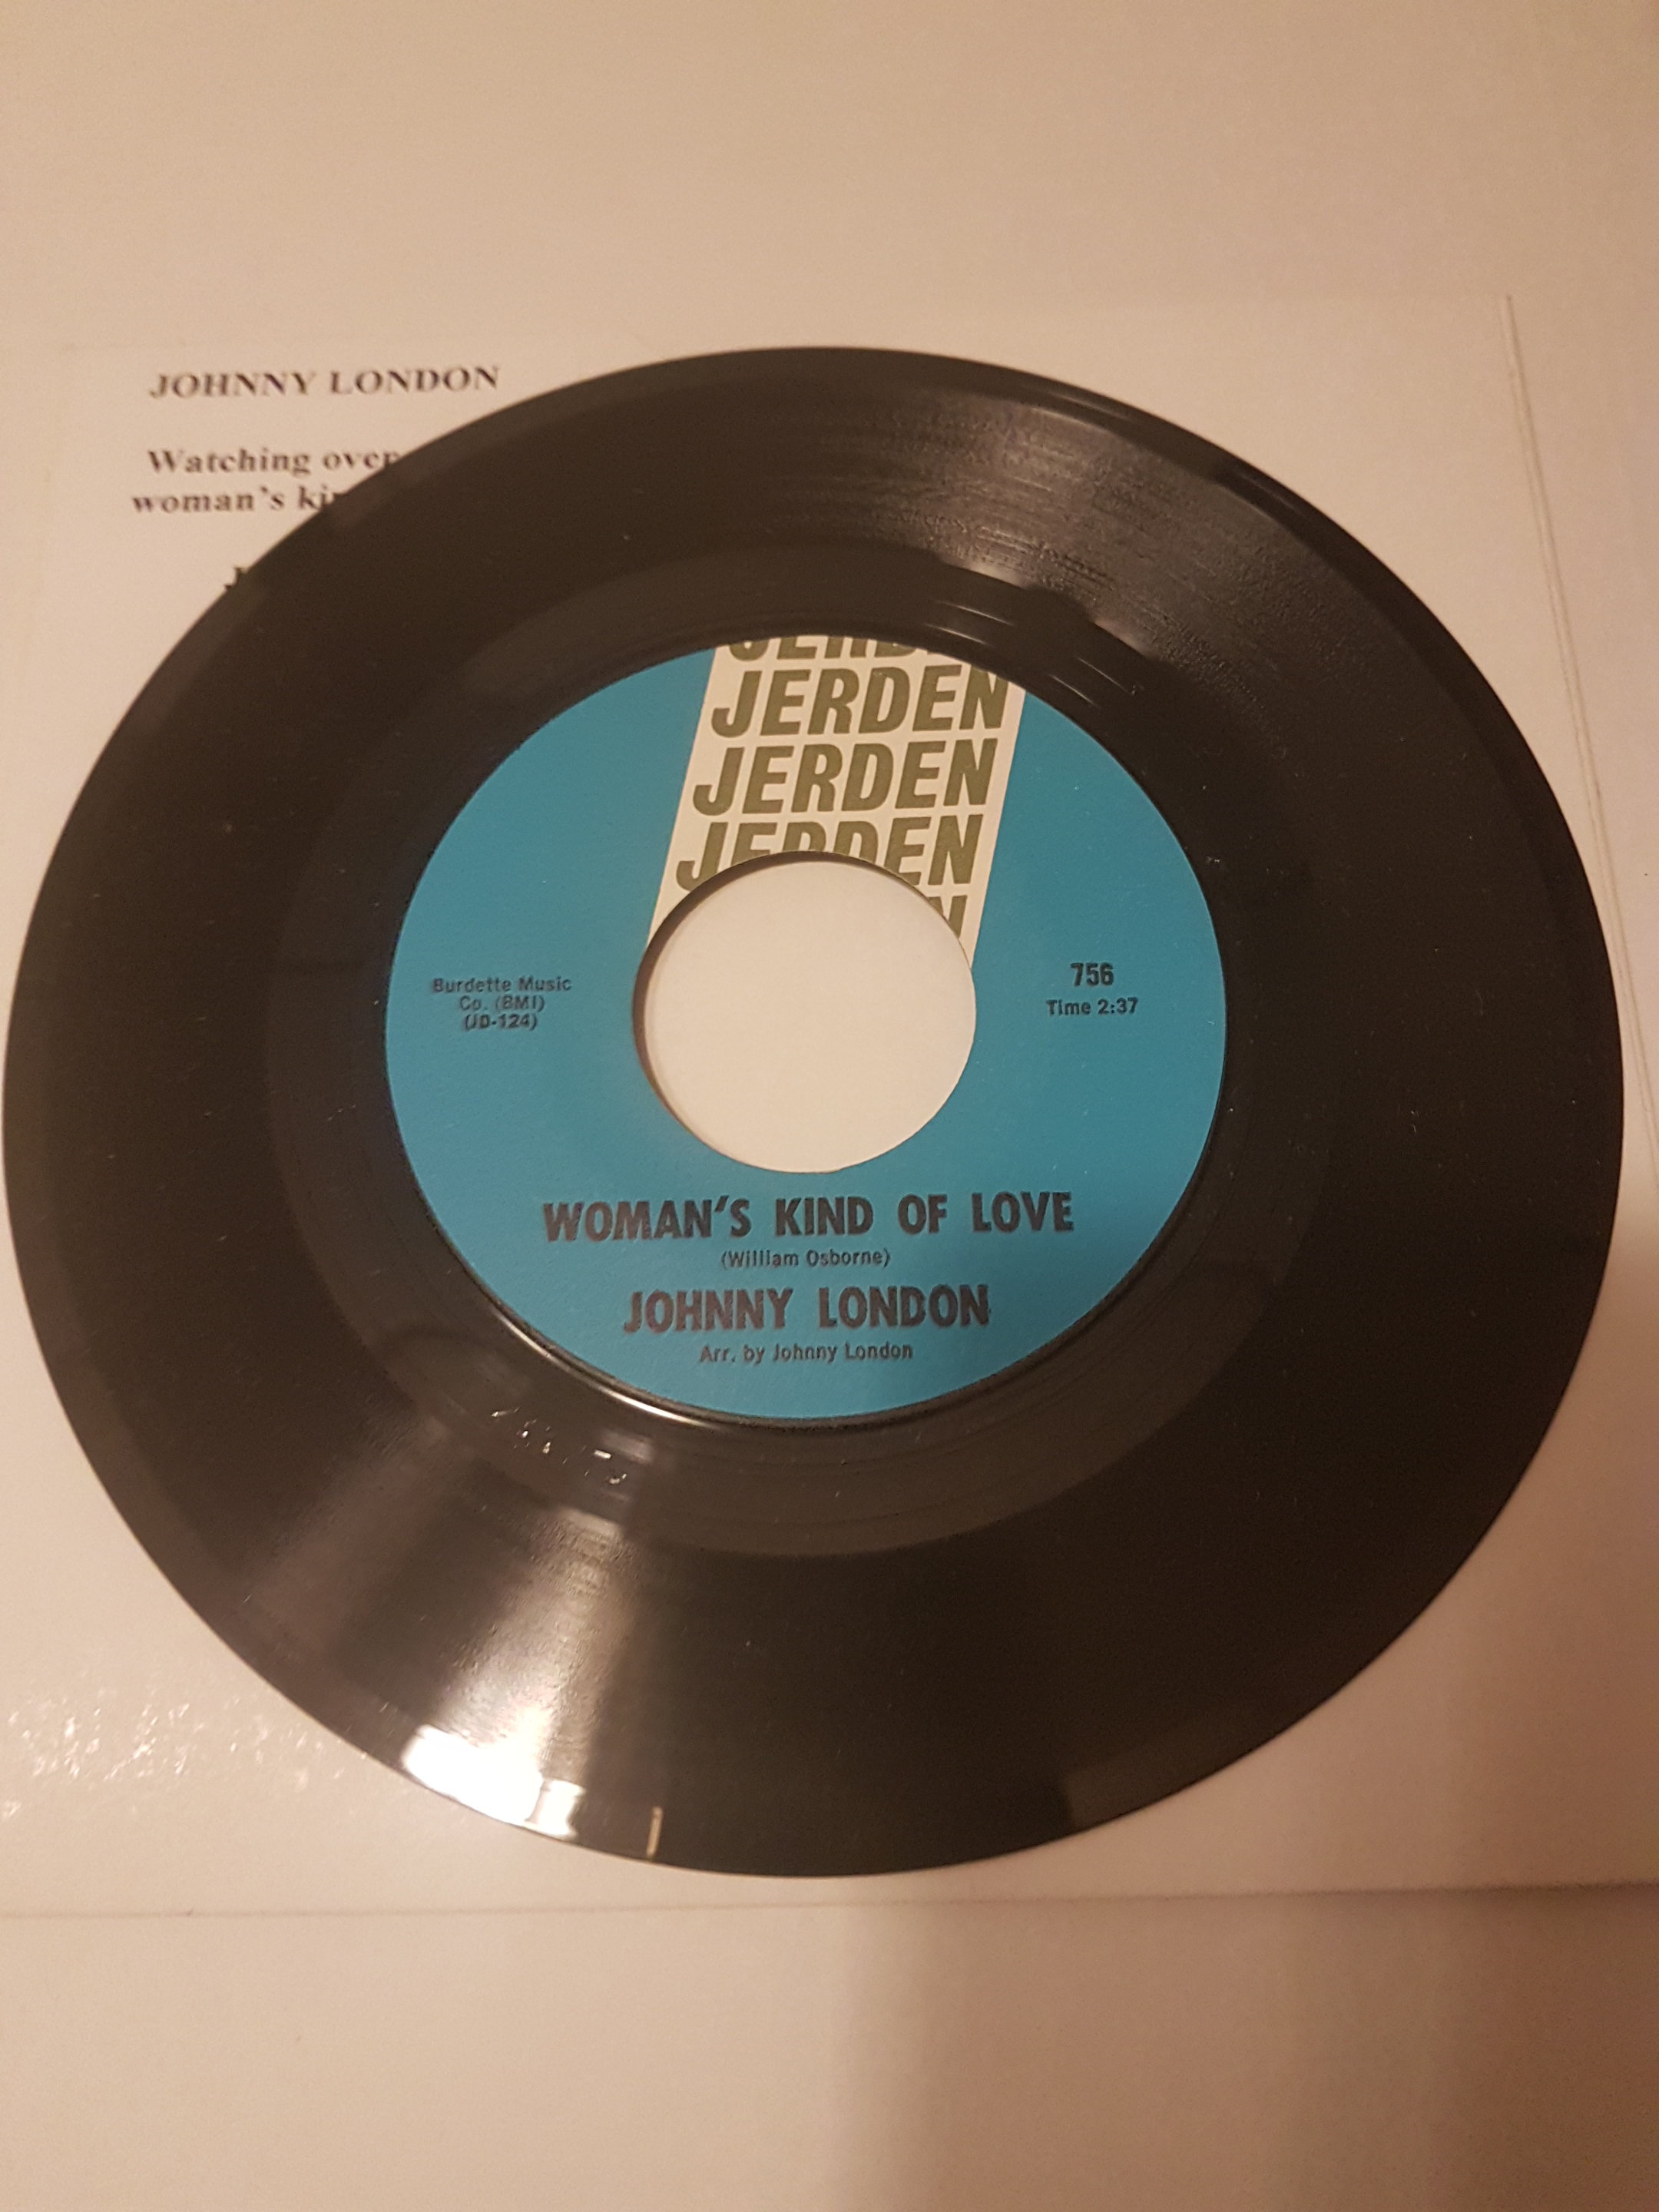 JOHNNY LONDON
Watching over
woman's
JERDEN
JERDEN
JERDEN
JERDEN
Burdette Music
Co. (BMI)
(JD-124)
756
Time 2:37
WOMAN'S KIND OF LOVE
(William Osborne)
JOHNNY LONDON
Arr. by Johnny London